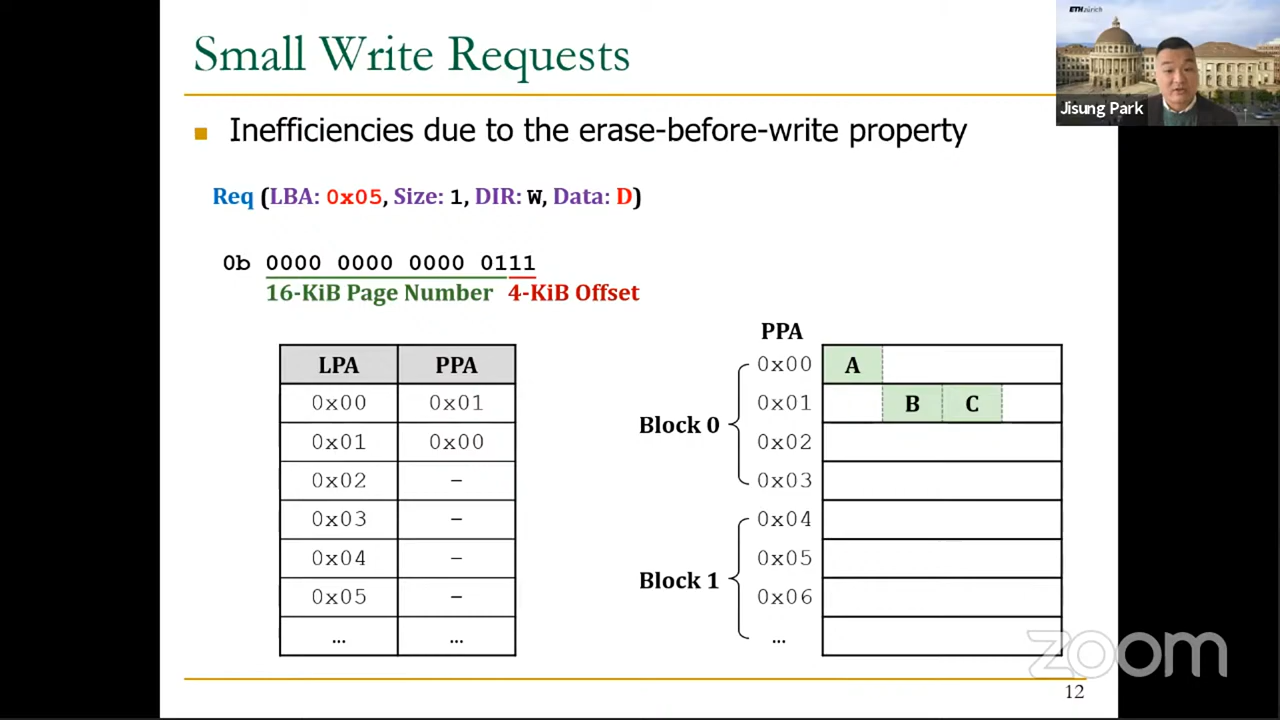 Small Write Requests
ETH zürich
Jisung Park
Inefficiencies due to the erase-before-write property
Req (LBA: 0x05, Size: 1, DIR: W, Data: D)
0b 0000 0000 0000 0111
16-KiB Page Number 4-KiB Offset
LPA PPA
0x00 0x01
0x01 0x00
0x02 –
0x03 –
0x04 –
0x05 –
... ...
PPA
0x00 A
0x01 B C
0x02
0x03
0x04
0x05
0x06
...
Block 0
Block 1
zoom
12